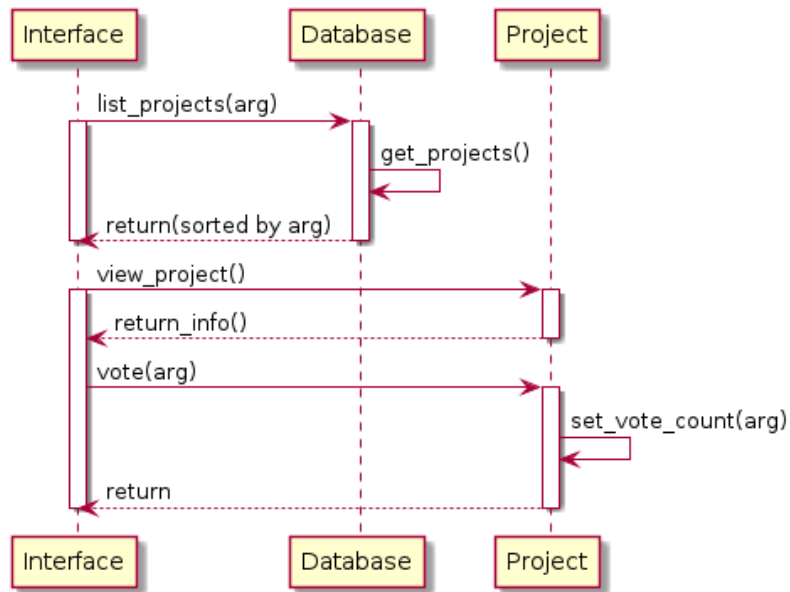 Interface Database Project
list_projects(arg)
get_projects()
return(sorted by arg)
view_project()
return_info()
vote(arg)
set_vote_count(arg)
return
Interface Database Project